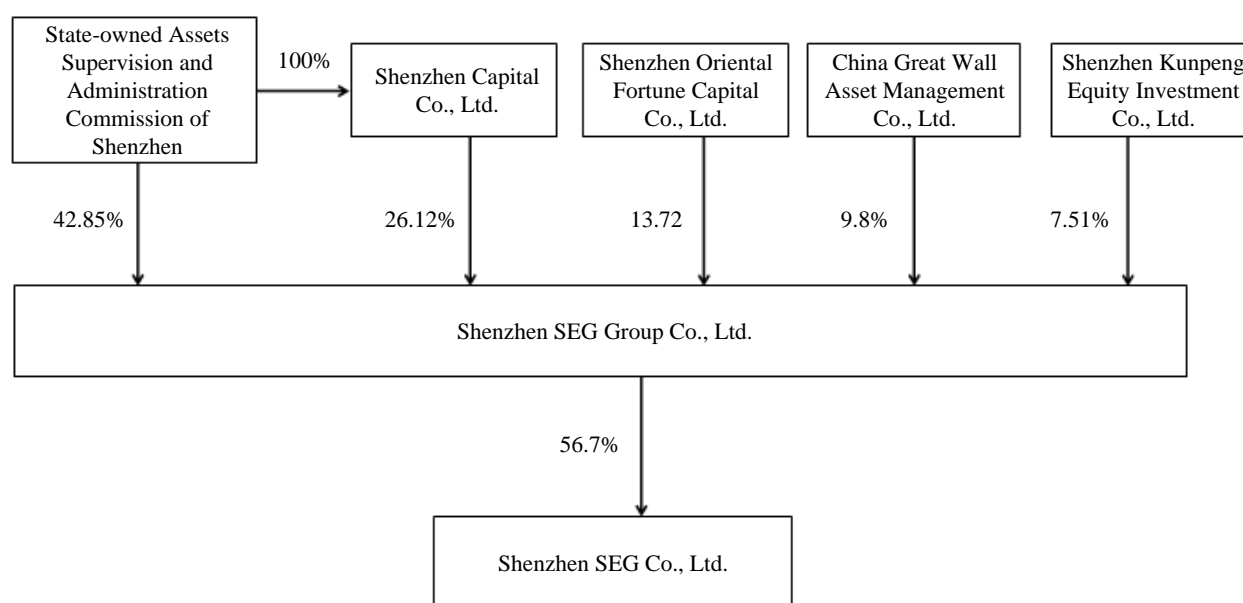 State-owned Assets
Supervision and
Administration
Commission of
Shenzhen
100%
Shenzhen Capital
Co., Ltd.
Shenzhen Oriental
Fortune Capital
Co., Ltd.
China Great Wall
Asset Management
Co., Ltd.
Shenzhen Kunpeng
Equity Investment
Co., Ltd.
42.85%
26.12%
13.72
9.8%
7.51%
Shenzhen SEG Group Co., Ltd.
56.7%
Shenzhen SEG Co., Ltd.